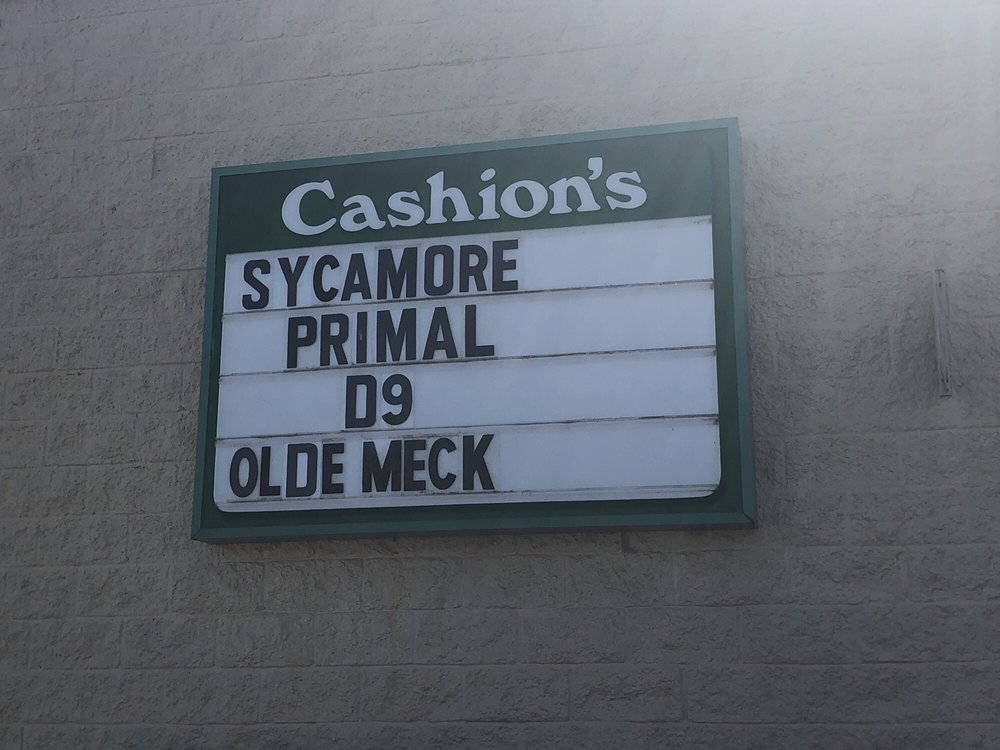 Cashion's
SYCAMORE
PRIMAL
D9
OLDE MECK